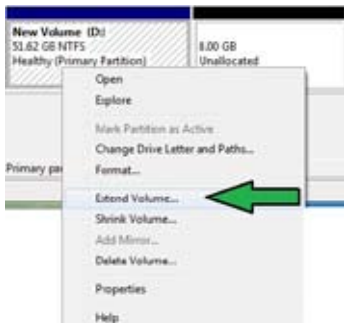 New Volume (D:)
51.62 GB NTFS
Healthy (Primary Partition)
8.00 GB
Unallocated
Open
Explore
Mark Partition as Active
Change Drive Letter and Paths...
Format...
Primary par
Extend Volume...
Shrink Volume...
Add Mirror...
Delete Volume...
Properties
Help